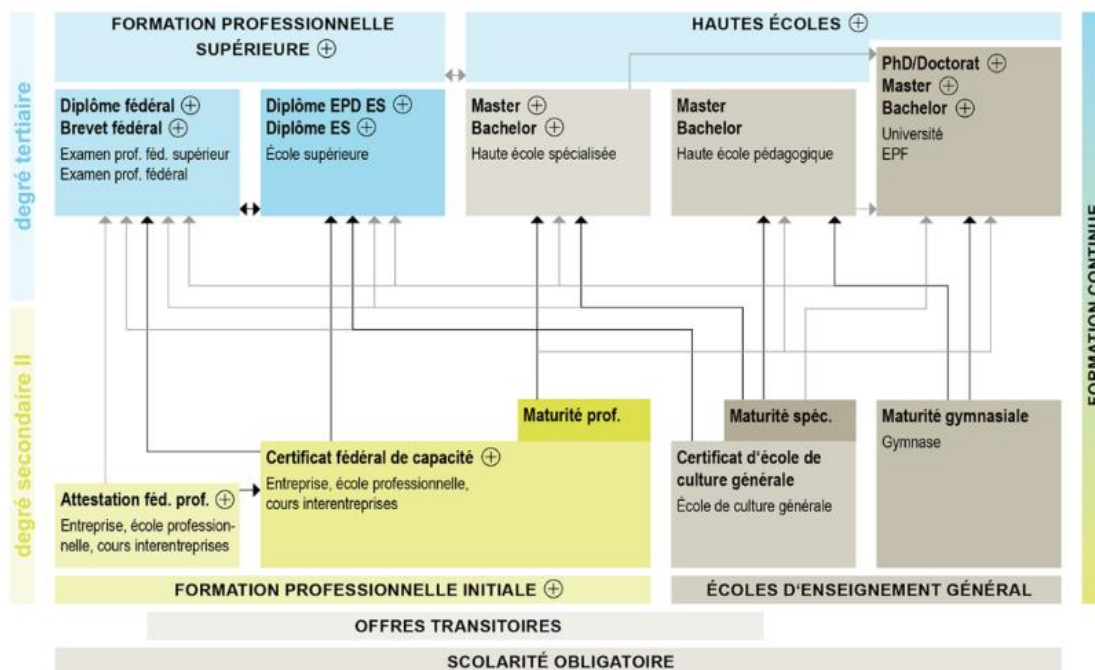 FORMATION PROFESSIONNELLE
SUPÉRIEURE ⊕
HAUTES ÉCOLES ⊕
degré tertiaire
Diplôme fédéral ⊕
Brevet fédéral ⊕
Examen prof. féd. supérieur
Examen prof. fédéral
Diplôme EPD ES ⊕
Diplôme ES ⊕
École supérieure
Master ⊕
Bachelor ⊕
Haute école spécialisée
Master
Bachelor
Haute école pédagogique
PhD/Doctorat ⊕
Master ⊕
Bachelor ⊕
Université
EPF
FORMATION CONTINUE
degré secondaire II
Attestation féd. prof. ⊕
Entreprise, école profession-
nelle, cours interentreprises
Maturité prof.
Certificat fédéral de capacité ⊕
Entreprise, école professionnelle,
cours interentreprises
Maturité spéc.
Certificat d'école de
culture générale
École de culture générale
Maturité gymnasiale
Gymnase
FORMATION PROFESSIONNELLE INITIALE ⊕
ÉCOLES D'ENSEIGNEMENT GÉNÉRAL
OFFRES TRANSITOIRES
SCOLARITÉ OBLIGATOIRE